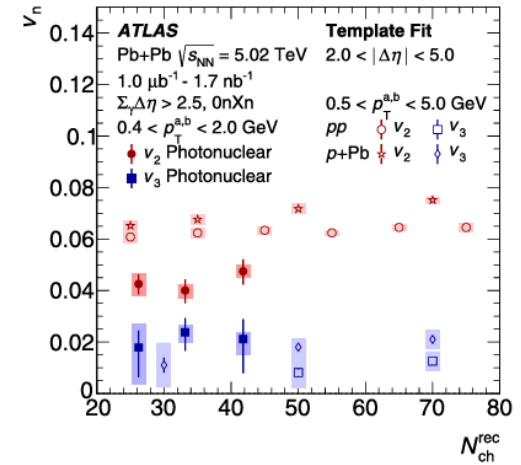 v_n
0.14
0.12
0.1
0.08
0.06
0.04
0.02
0
ATLAS
Pb+Pb √s_NN = 5.02 TeV
1.0 μb⁻¹ - 1.7 nb⁻¹
Σ_γΔη > 2.5, 0nXn
0.4 < p_T^{a,b} < 2.0 GeV
v₂ Photonuclear
v₃ Photonuclear
Template Fit
2.0 < |Δη| < 5.0
0.5 < p_T^{a,b} < 5.0 GeV
pp v₂ v₃
p+Pb v₂ v₃
20 30 40 50 60 70 80
N_ch^rec